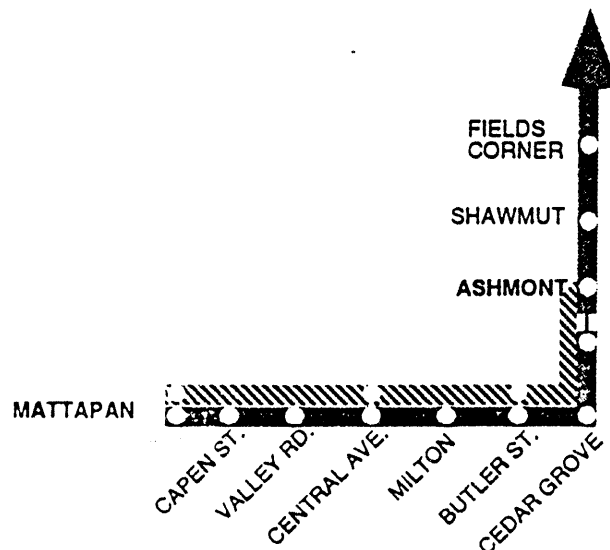 FIELDS
CORNER
SHAWMUT
ASHMONT
MATTAPAN
CAPEN ST.
VALLEY RD.
CENTRAL AVE.
MILTON
BUTLER ST.
CEDAR GROVE